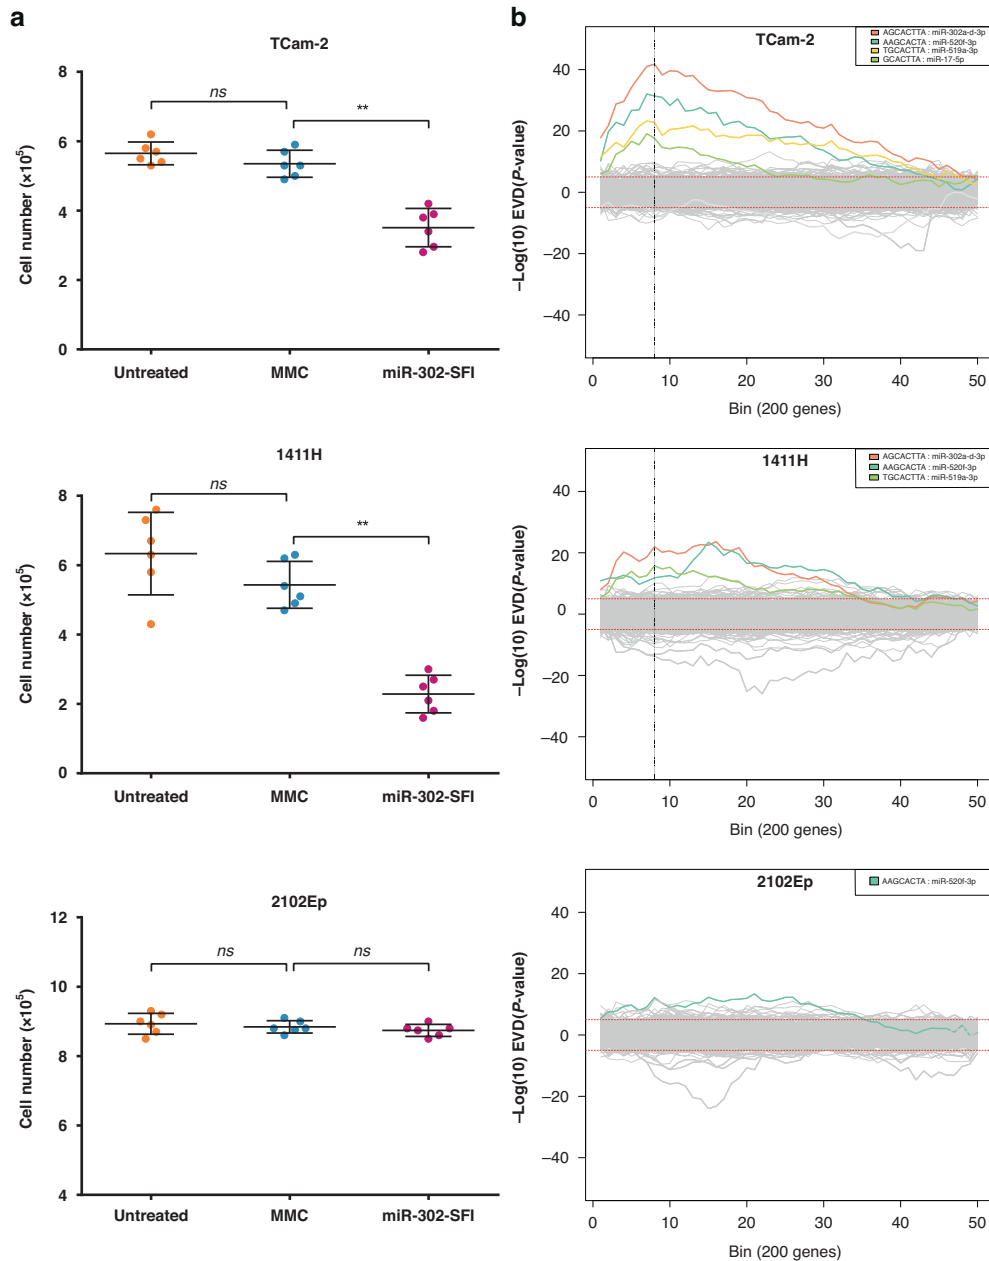 a
TCam-2
Cell number (×10⁵)
8
6
4
2
0
ns
**
Untreated
MMC
miR-302-SFI
1411H
Cell number (×10⁵)
8
6
4
2
0
ns
**
Untreated
MMC
miR-302-SFI
2102Ep
Cell number (×10⁵)
12
10
8
6
4
ns
ns
Untreated
MMC
miR-302-SFI
b
TCam-2
AGCACTTA : miR-302a-d-3p
AAGCACTA : miR-520f-3p
TGCACTTA : miR-519a-3p
GCACTTA : miR-17-5p
−Log(10) EVD(P-value)
40
20
0
−20
−40
0
10
20
30
40
50
Bin (200 genes)
1411H
AGCACTTA : miR-302a-d-3p
AAGCACTA : miR-520f-3p
TGCACTTA : miR-519a-3p
−Log(10) EVD(P-value)
40
20
0
−20
−40
0
10
20
30
40
50
Bin (200 genes)
2102Ep
AAGCACTA : miR-520f-3p
−Log(10) EVD(P-value)
40
20
0
−20
−40
0
10
20
30
40
50
Bin (200 genes)